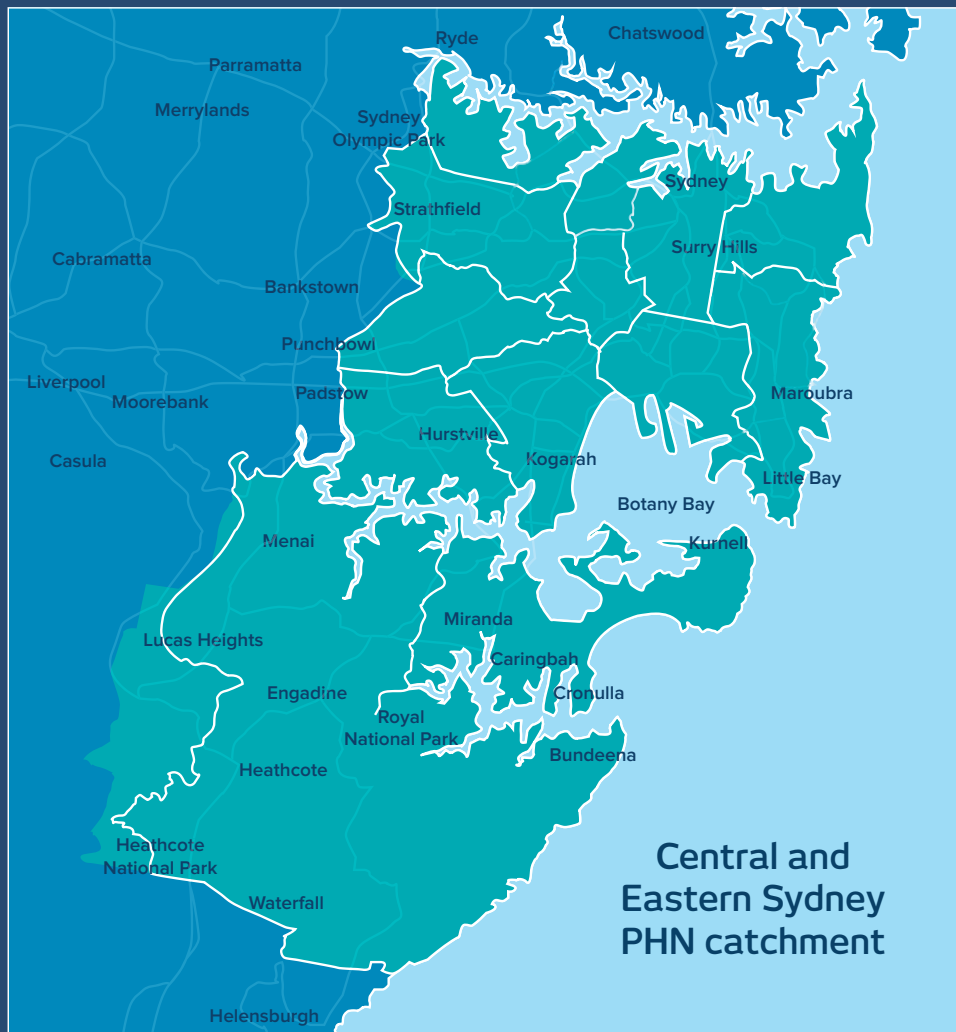 Ryde
Chatswood
Parramatta
Merrylands
Sydney
Olympic Park
Sydney
Strathfield
Surry Hills
Cabramatta
Bankstown
Punchbowl
Liverpool
Moorebank
Padstow
Maroubra
Hurstville
Casula
Kogarah
Little Bay
Botany Bay
Menai
Kurnell
Miranda
Lucas Heights
Caringbah
Engadine
Cronulla
Royal
National Park
Bundeena
Heathcote
Heathcote
National Park
Waterfall
Helensburgh
Central and
Eastern Sydney
PHN catchment